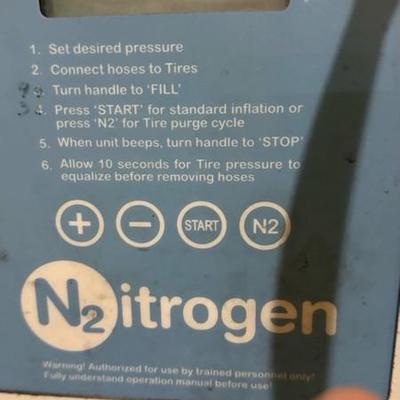 1. Set desired pressure
2. Connect hoses to Tires
Turn handle to 'FILL'
4. Press 'START' for standard inflation or
press 'N2' for Tire purge cycle
5. When unit beeps, turn handle to 'STOP'
6. Allow 10 seconds for Tire pressure to
equalize before removing hoses
+ − START N2
N2itrogen
Warning! Authorized for use by trained personnel only!
Fully understand operation manual before use!